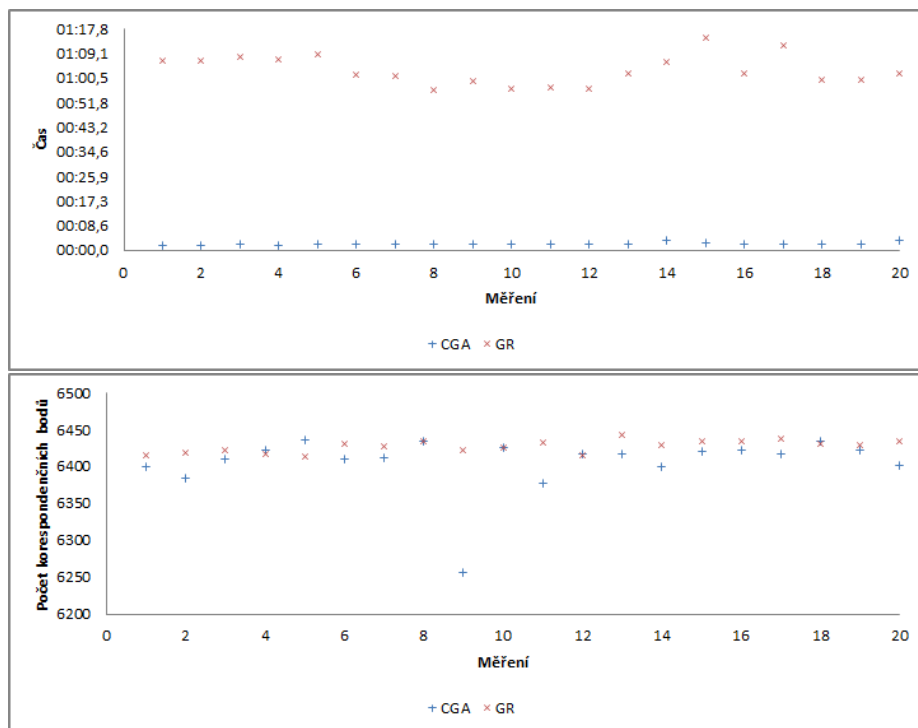 01:17,8
01:09,1
01:00,5
00:51,8
00:43,2
00:34,6
00:25,9
00:17,3
00:08,6
00:00,0
Čas
0 2 4 6 8 10 12 14 16 18 20
Měření
CGA GR
6500
6450
6400
6350
6300
6250
6200
Počet korespondenčních bodů
0 2 4 6 8 10 12 14 16 18 20
Měření
CGA GR